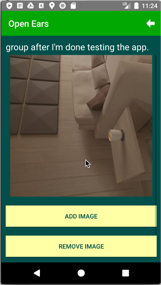 11:24
Open Ears
group after I'm done testing the app.
ADD IMAGE
REMOVE IMAGE